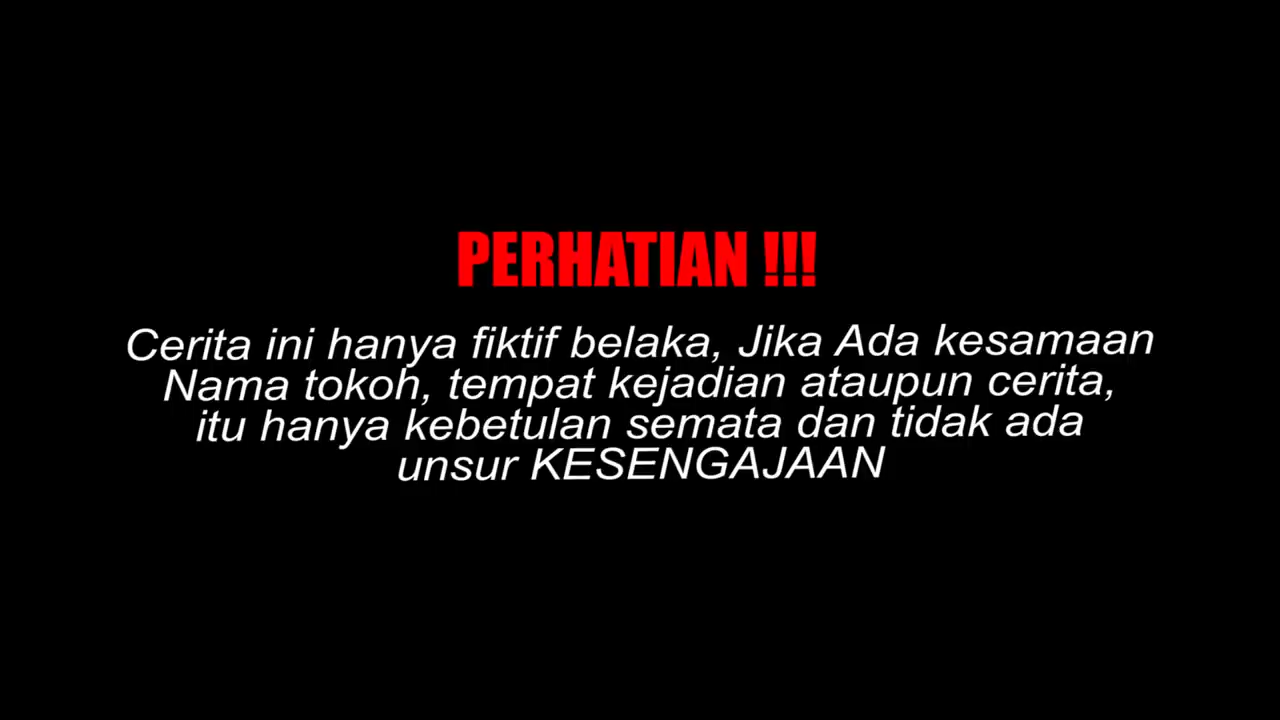 PERHATIAN !!!
Cerita ini hanya fiktif belaka, Jika Ada kesamaan
Nama tokoh, tempat kejadian ataupun cerita,
itu hanya kebetulan semata dan tidak ada
unsur KESENGAJAAN